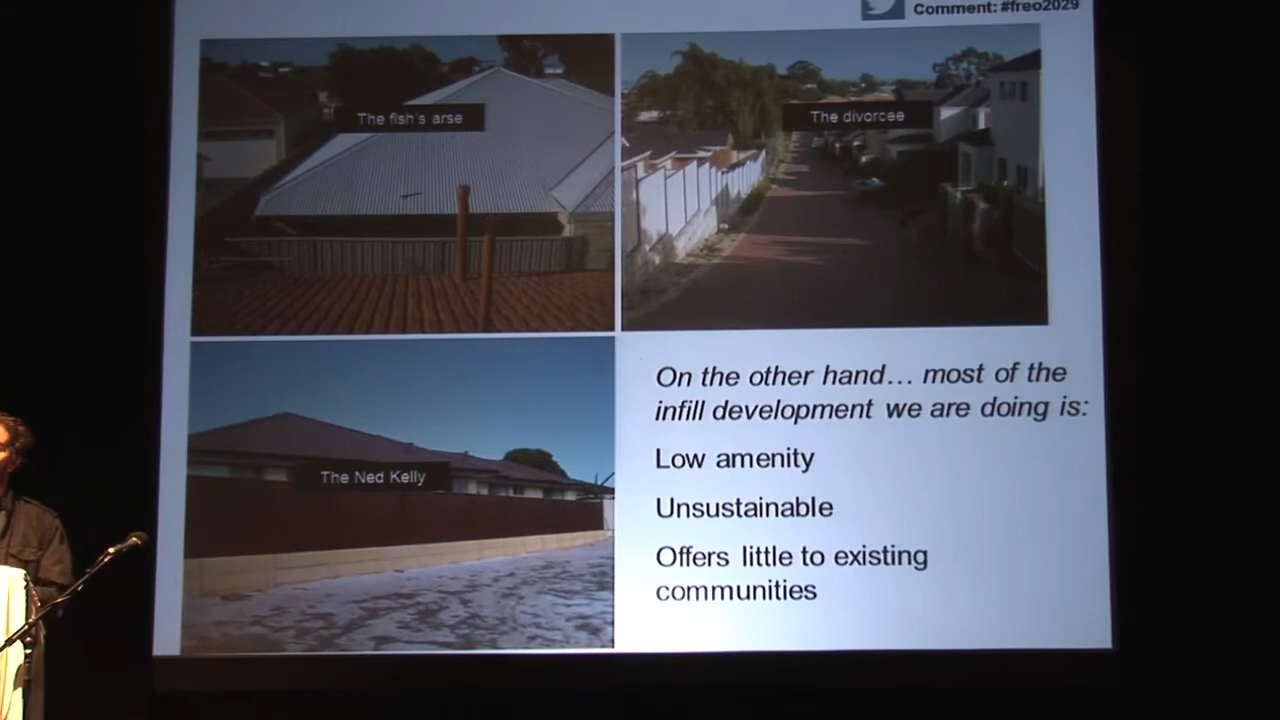 Comment: #freo2029
The fish's arse
The divorcee
The Ned Kelly
On the other hand... most of the
infill development we are doing is:
Low amenity
Unsustainable
Offers little to existing
communities